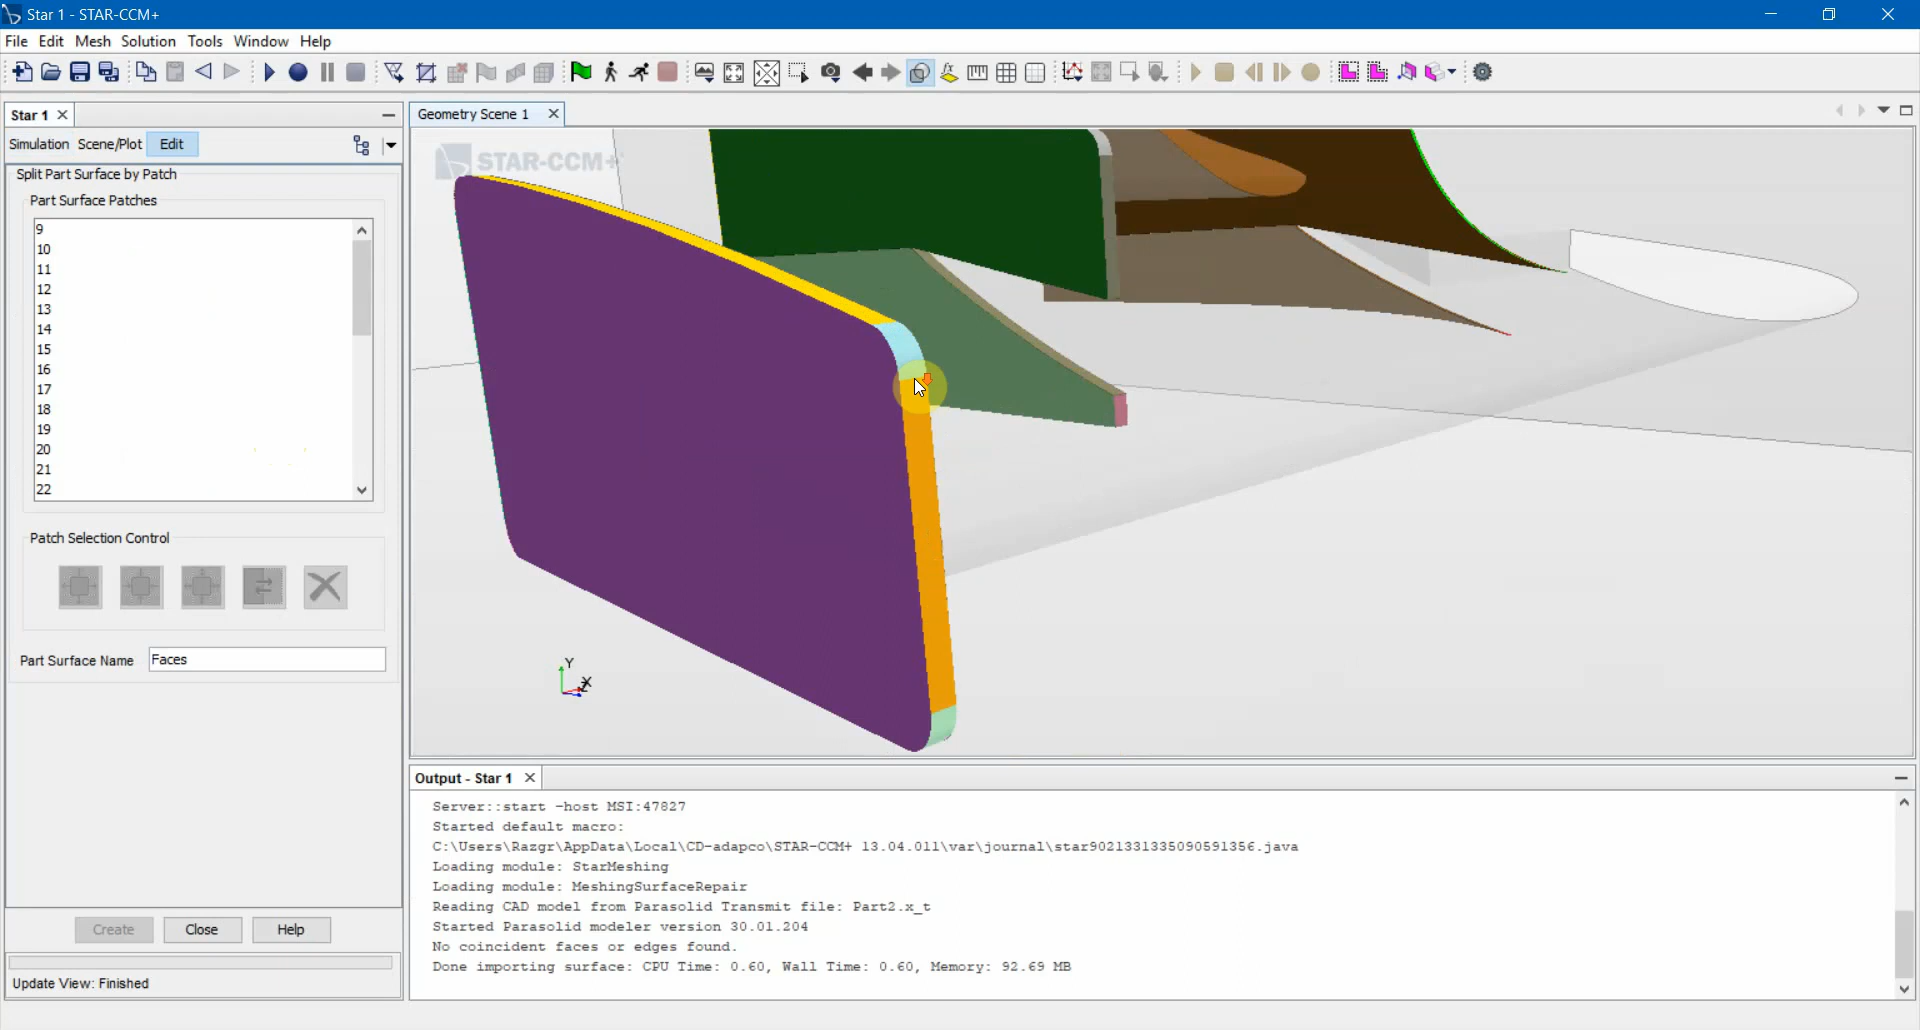 Star 1 - STAR-CCM+
File Edit Mesh Solution Tools Window Help
Star 1
Geometry Scene 1
Simulation Scene/Plot Edit
STAR-CCM+
Split Part Surface by Patch
Part Surface Patches
9
10
11
12
13
14
15
16
17
18
19
20
21
22
Patch Selection Control
Part Surface Name Faces
Y
X
Z
Create Close Help
Update View: Finished
Output - Star 1
Server::start -host MSI:47827
Started default macro:
C:\Users\Razgr\AppData\Local\CD-adapco\STAR-CCM+ 13.04.011\var\journal\star9021331335090591356.java
Loading module: StarMeshing
Loading module: MeshingSurfaceRepair
Reading CAD model from Parasolid Transmit file: Part2.x_t
Started Parasolid modeler version 30.01.204
No coincident faces or edges found.
Done importing surface: CPU Time: 0.60, Wall Time: 0.60, Memory: 92.69 MB